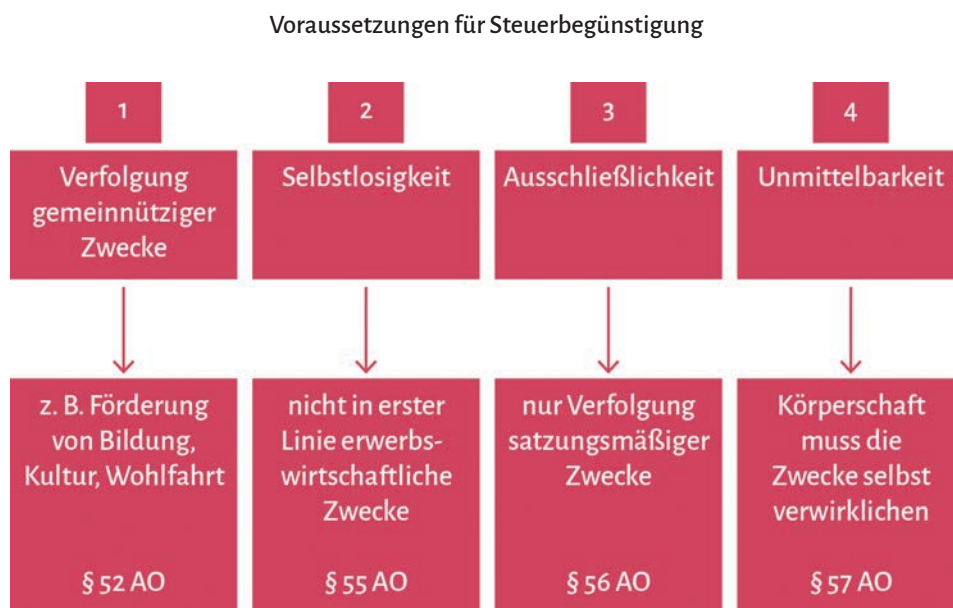 Voraussetzungen für Steuerbegünstigung
1
Verfolgung
gemeinnütziger
Zwecke
z. B. Förderung
von Bildung,
Kultur, Wohlfahrt
§ 52 AO
2
Selbstlosigkeit
nicht in erster
Linie erwerbs-
wirtschaftliche
Zwecke
§ 55 AO
3
Ausschließlichkeit
nur Verfolgung
satzungsmäßiger
Zwecke
§ 56 AO
4
Unmittelbarkeit
Körperschaft
muss die
Zwecke selbst
verwirklichen
§ 57 AO